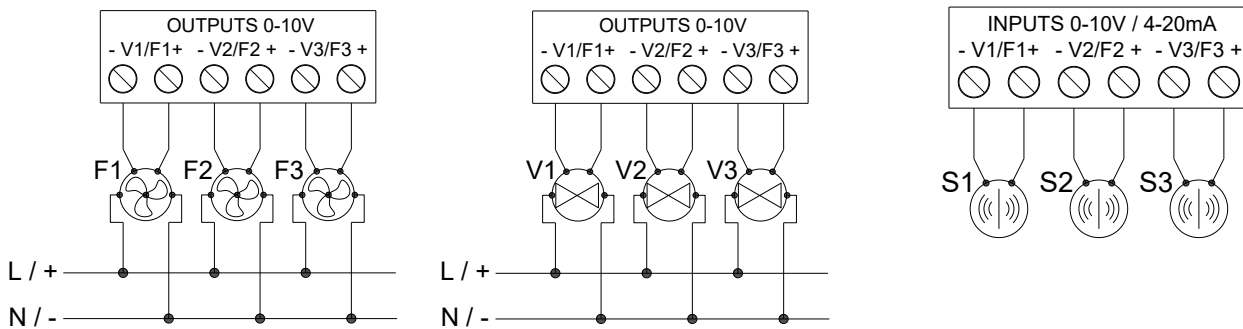 OUTPUTS 0-10V
- V1/F1+ - V2/F2 + - V3/F3 +
F1 F2 F3
L / +
N / -
OUTPUTS 0-10V
- V1/F1+ - V2/F2 + - V3/F3 +
V1 V2 V3
L / +
N / -
INPUTS 0-10V / 4-20mA
- V1/F1+ - V2/F2 + - V3/F3 +
S1 S2 S3